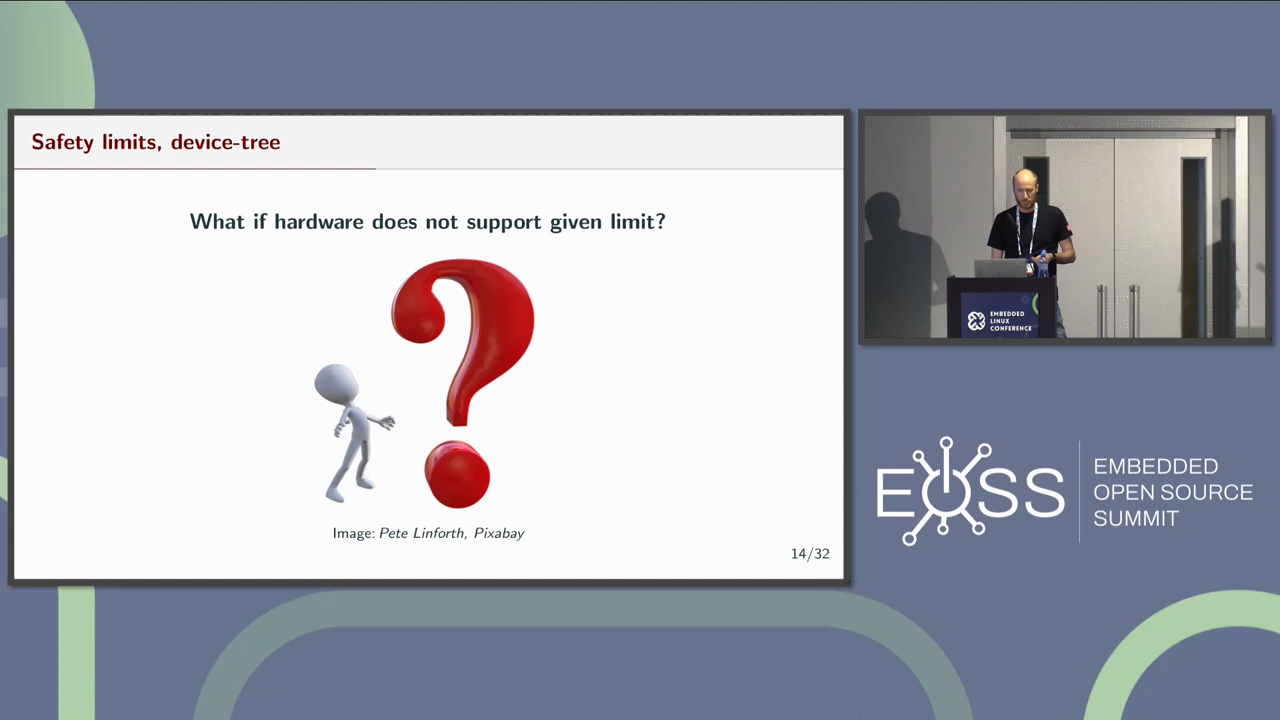 Safety limits, device-tree
What if hardware does not support given limit?
Image: Pete Linforth, Pixabay
14/32
EMBEDDED
LINUX
CONFERENCE
EOSS
EMBEDDED
OPEN SOURCE
SUMMIT